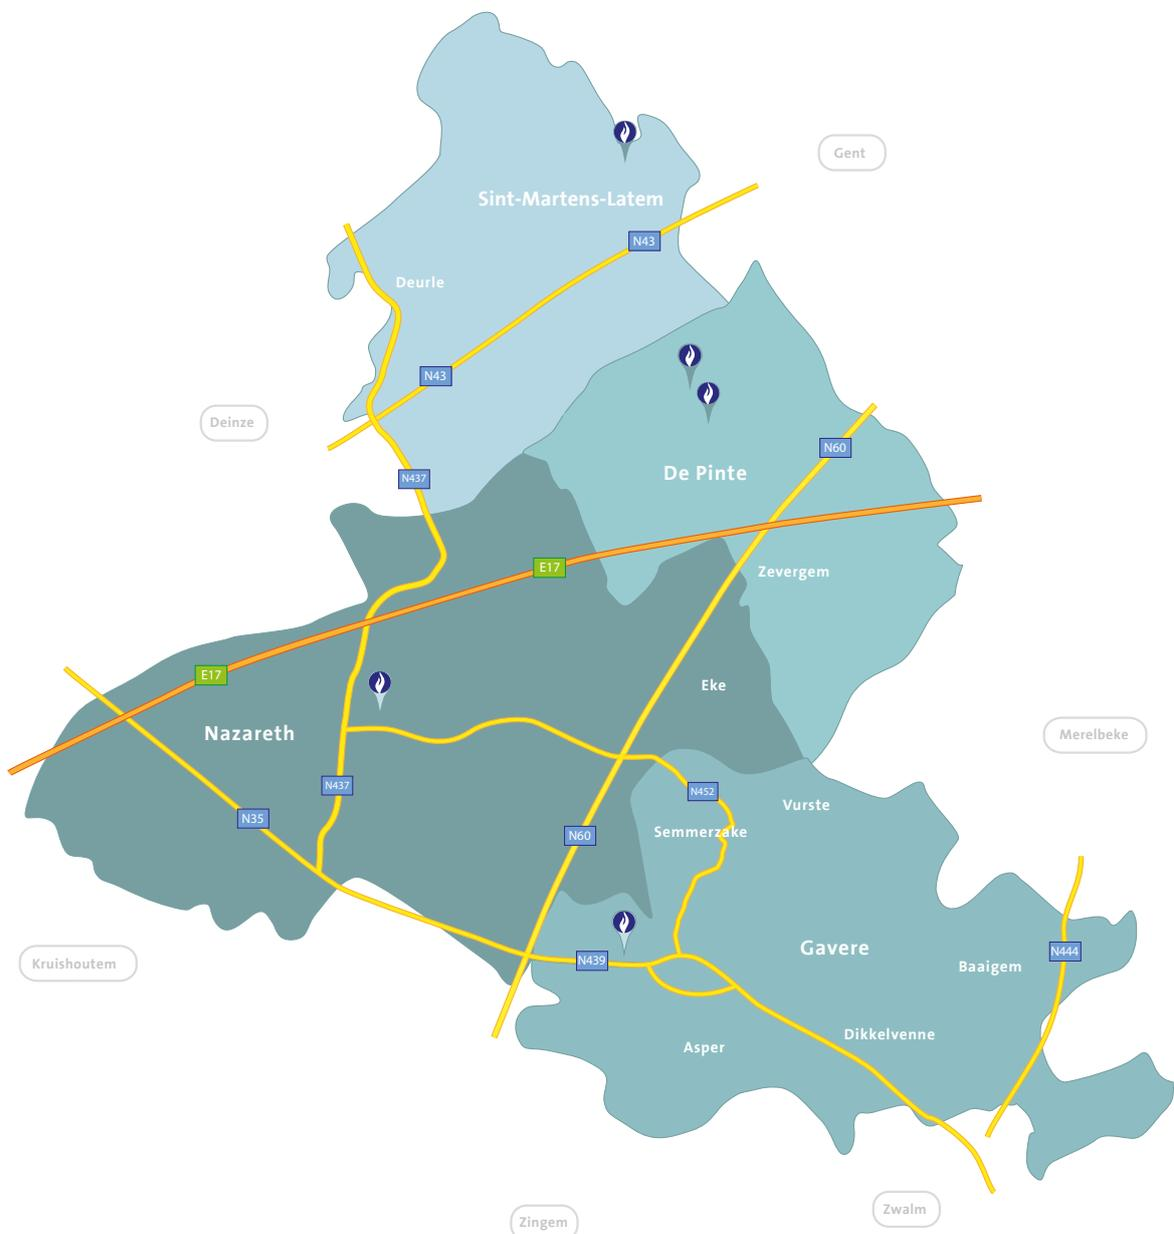 Gent
Sint-Martens-Latem
N43
Deurle
N43
Deinze
N60
De Pinte
N437
E17
Zevergem
E17
Eke
Nazareth
Merelbeke
N437
N452
Vurste
N35
Semmerzake
N60
Gavere
N444
N439
Kruishoutem
Baaigem
Dikkelvenne
Asper
Zwalm
Zingem